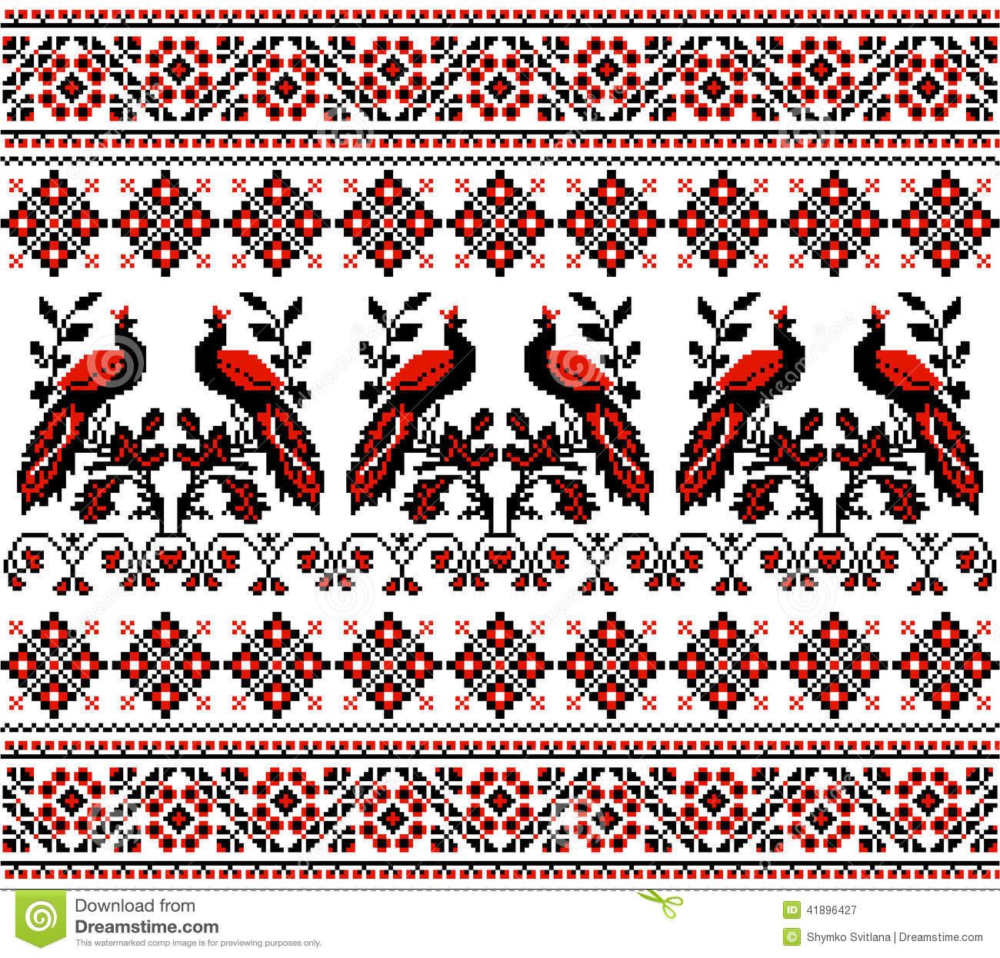 Download from
Dreamstime.com
This watermarked comp image is for previewing purposes only.
ID 41896427
© Shymko Svitlana | Dreamstime.com